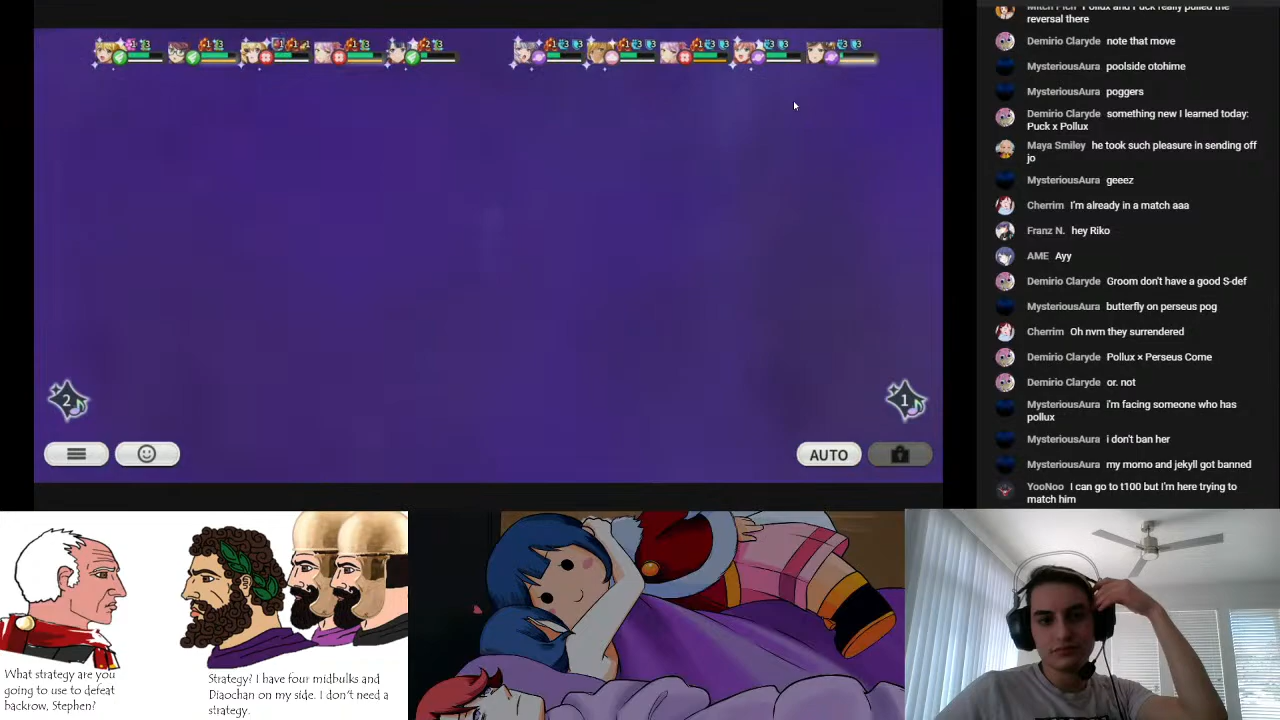 Mitch Pich Pollux and Puck really pulled the
reversal there
Demirio Claryde note that move
MysteriousAura poolside otohime
MysteriousAura poggers
Demirio Claryde something new I learned today:
Puck x Pollux
Maya Smiley he took such pleasure in sending off
jo
MysteriousAura geeez
Cherrim I'm already in a match aaa
Franz N. hey Riko
AME Ayy
Demirio Claryde Groom don't have a good S-def
MysteriousAura butterfly on perseus pog
Cherrim Oh nvm they surrendered
Demirio Claryde Pollux × Perseus Come
Demirio Claryde or. not
MysteriousAura i'm facing someone who has
pollux
MysteriousAura i don't ban her
MysteriousAura my momo and jekyll got banned
YooNoo I can go to t100 but I'm here trying to
match him
2
1
AUTO
What strategy are you
going to use to defeat
hackrow, Stephen?
Strategy? I have four midbulks and
Diaochan on my side. I don't need a
strategy.